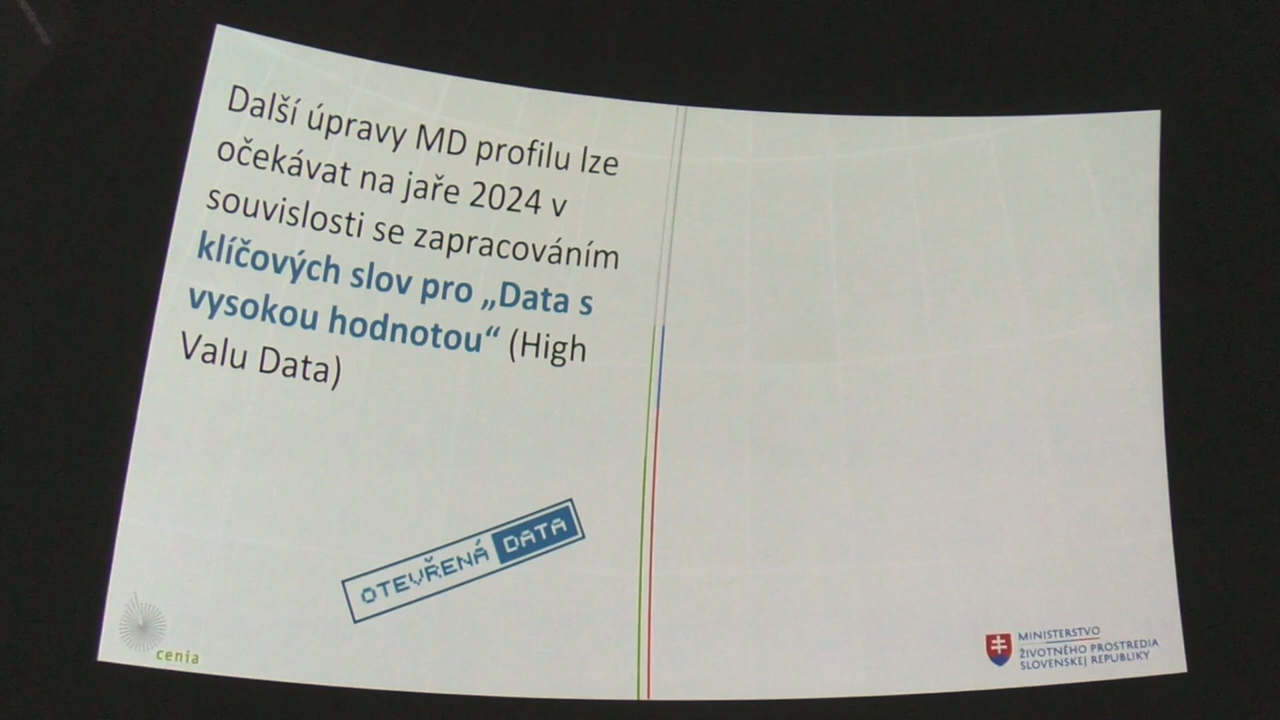 Další úpravy MD profilu lze
očekávat na jaře 2024 v
souvislosti se zapracováním
klíčových slov pro „Data s
vysokou hodnotou“ (High
Valu Data)
OTEVŘENÁ DATA
cenia
MINISTERSTVO
ŽIVOTNÉHO PROSTREDIA
SLOVENSKEJ REPUBLIKY